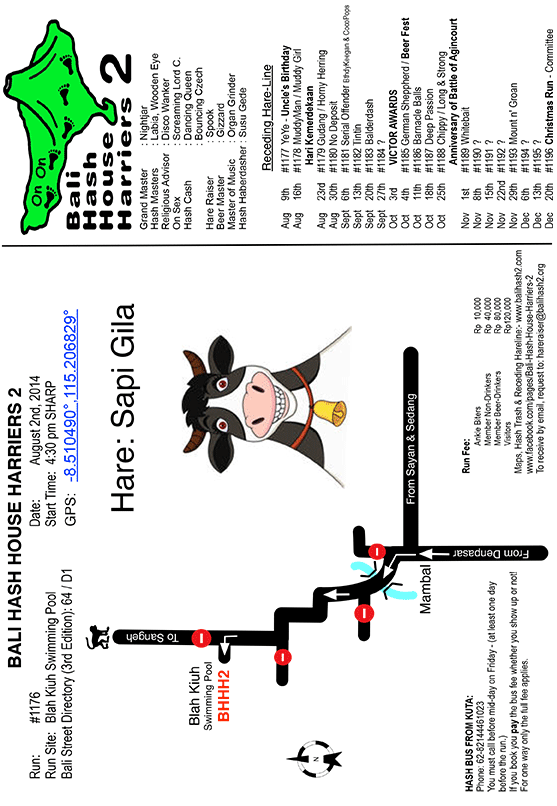 BALI HASH HOUSE HARRIERS 2
Run: #1176
Run Site: Blah Kiuh Swimming Pool
Bali Street Directory (3rd Edition); 64 / D1
Date: August 2nd, 2014
Start Time: 4:30 pm SHARP
GPS: -8.510490°,115.206829°
Hare: Sapi Gila
To Sangeh
Blah Kiuh
Swimming Pool
BHHH2
N
Mambal
From Sayan & Sedang
From Denpasar
HASH BUS FROM KUTA:
Phone: 62-82144461023
You must call before mid-day on Friday - (at least one day
before the run.)
If you book you pay the bus fee whether you show up or not!
For one way only the full fee applies.
Run Fee:
Ankle Biters Rp 10,000
Member Non-Drinkers Rp 40,000
Member Beer-Drinkers Rp 80,000
Visitors Rp120,000
Maps, Hash Trash & Receding Hareline:- www.balihash2.com
www.facebook.com/pages/Bali-Hash-House-Harriers-2
To receive by email, request to: hareraiser@balihash2.org
On On
Bali
Hash
House
Harriers 2
Grand Master : Nightjar
Hash Masters : Labia, Wooden Eye
Religious Advisor : Disco Wanker
On Sex : Screaming Lord C.
Hash Cash : Dancing Queen
: Bouncing Czech
Hare Raiser : Spook
Beer Master : Gizzard
Master of Music : Organ Grinder
Hash Haberdasher : Susu Gede
Receding Hare-Line
Aug 9th #1177 YeYe - Uncle's Birthday
Aug 16th #1178 MuddyMan / Muddy Girl
Hari Kemerdekaan
Aug 23rd #1179 Gudang / Horny Herring
Aug 30th #1180 No Deposit
Sept 6th #1181 Serial Offender EthdyKeegan & CocoPops
Sept 13th #1182 Tintin
Sept 20th #1183 Balderdash
Sept 27th #1184 ?
Oct 3rd VICTOR AWARDS
Oct 4th #1185 German Sheppherd / Beer Fest
Oct 11th #1186 Barnacle Balls
Oct 18th #1187 Deep Passion
Oct 25th #1188 Chippy / Long & Strong
Anniversary of Battle of Agincourt
Nov 1st #1189 Whitebait
Nov 8th #1190 ?
Nov 15th #1191 ?
Nov 22nd #1192 ?
Nov 29th #1193 Mount n' Groan
Dec 6th #1194 ?
Dec 13th #1195 ?
Dec 20th #1196 Christmas Run - Committee